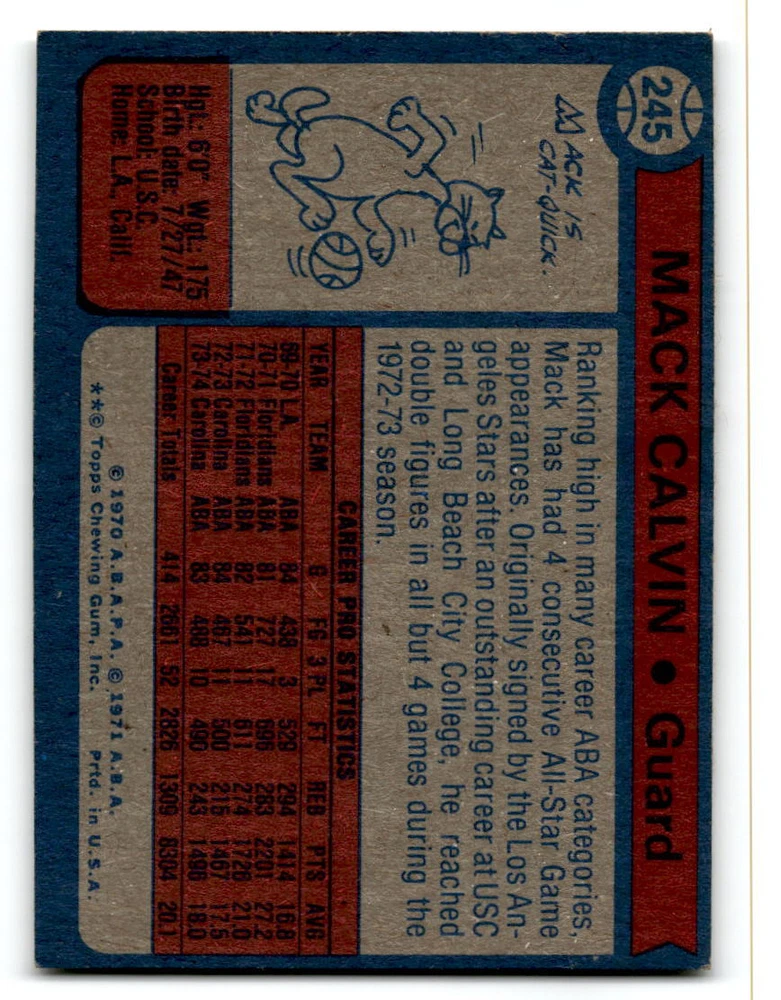 245
MACK CALVIN • Guard
MACK IS
CAT-QUICK.
Hgt.: 6'0" Wgt.: 175
Birth date: 7/27/47
School: U.S.C.
Home: L.A., Calif.
Ranking high in many career ABA categories,
Mack has had 4 consecutive All-Star Game
appearances. Originally signed by the Los An-
geles Stars after an outstanding career at USC
and Long Beach City College, he reached
double figures in all but 4 games during the
1972-73 season.
CAREER PRO STATISTICS
YEAR TEAM G FG 3 PL FT REB PTS AVG
69-70 L.A. ABA 84 438 3 529 294 1414 16.8
70-71 Floridians ABA 81 727 17 696 283 2201 27.2
71-72 Floridians ABA 82 541 11 611 274 1726 21.0
72-73 Carolina ABA 84 467 11 500 215 1467 17.5
73-74 Carolina ABA 83 488 10 490 243 1496 18.0
Career Totals 414 2661 52 2826 1309 8304 20.1
© 1970 A.B.A.P.A. © 1971 A.B.A.
**© Topps Chewing Gum, Inc. Prtd. in U.S.A.